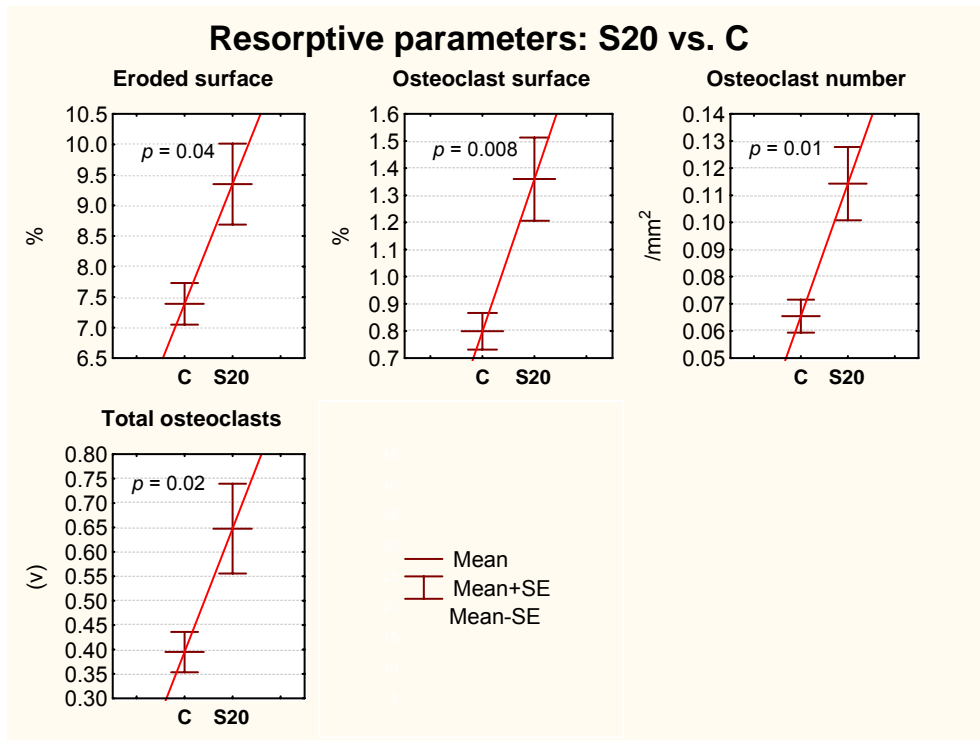 Resorptive parameters: S20 vs. C
Eroded surface
10.5
10.0
9.5
9.0
8.5
8.0
7.5
7.0
6.5
%
p = 0.04
C S20
Osteoclast surface
1.6
1.5
1.4
1.3
1.2
1.1
1.0
0.9
0.8
0.7
%
p = 0.008
C S20
Osteoclast number
0.14
0.13
0.12
0.11
0.10
0.09
0.08
0.07
0.06
0.05
/mm²
p = 0.01
C S20
Total osteoclasts
0.80
0.75
0.70
0.65
0.60
0.55
0.50
0.45
0.40
0.35
0.30
(v)
p = 0.02
C S20
Mean
Mean+SE
Mean-SE